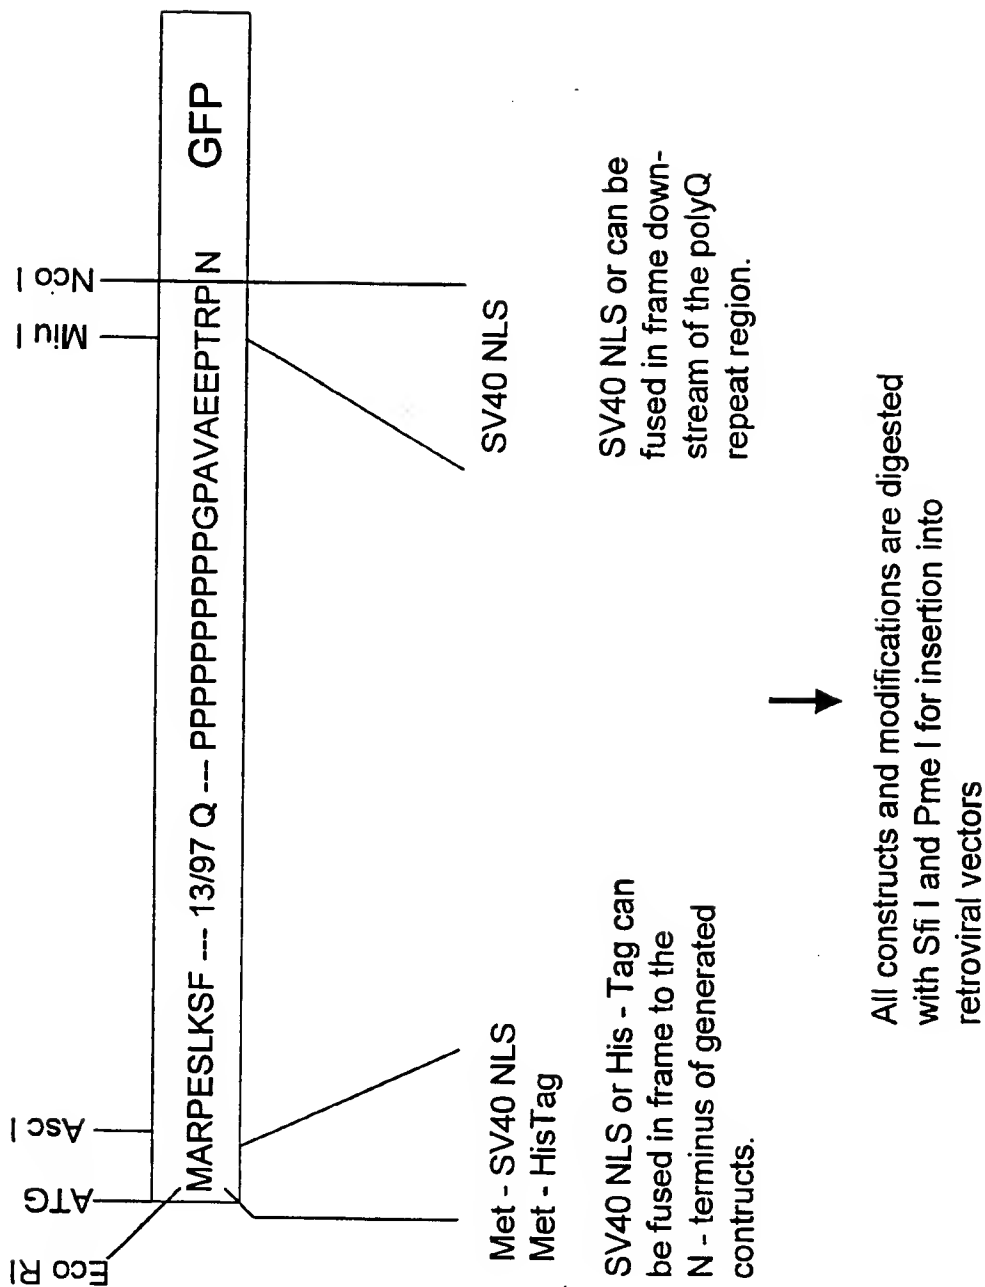 Eco RI
ATG
Asc I
Miu I
Nco I
MARPESLKSF --- 13/97 Q --- PPPPPPPPPPPGPAVAEEPTRP N GFP
Met - SV40 NLS
Met - HisTag
SV40 NLS or His - Tag can
be fused in frame to the
N - terminus of generated
contructs.
SV40 NLS
SV40 NLS or can be
fused in frame down-
stream of the polyQ
repeat region.
All constructs and modifications are digested
with Sfi I and Pme I for insertion into
retroviral vectors